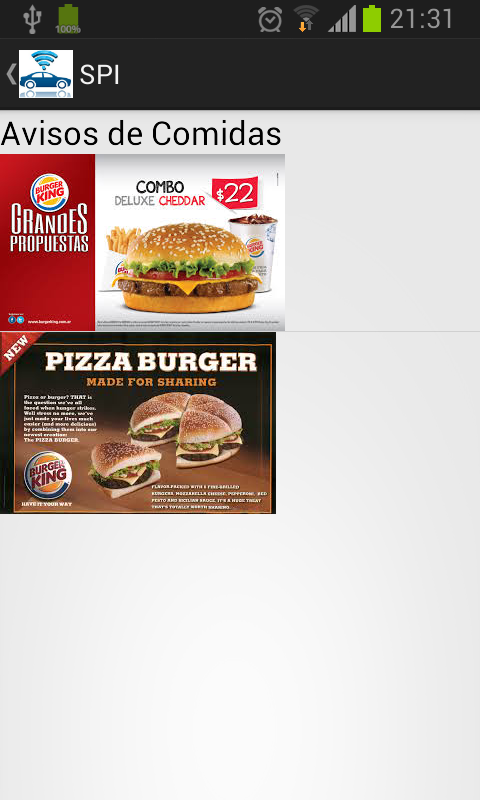 100%
21:31
SPI
Avisos de Comidas
BURGER
KING
GRANDES
PROPUESTAS
www.burgerking.com.ar
COMBO
DELUXE CHEDDAR
$22
NEW
PIZZA BURGER
MADE FOR SHARING
Pizza or burger? THAT is
the question we've all
faced when hunger strikes.
Well stress no more, we've
just made your lives much
easier (and more delicious)
by combining them into our
newest creation:
The PIZZA BURGER.
BURGER
KING
HAVE IT YOUR WAY
FLAVOR-PACKED WITH 4 FIRE-GRILLED
BURGERS, MOZZARELLA CHEESE, PEPPERONI, RED
PESTO AND SICILIAN SAUCE, IT'S A HUGE TREAT
THAT'S TOTALLY WORTH SHARING.